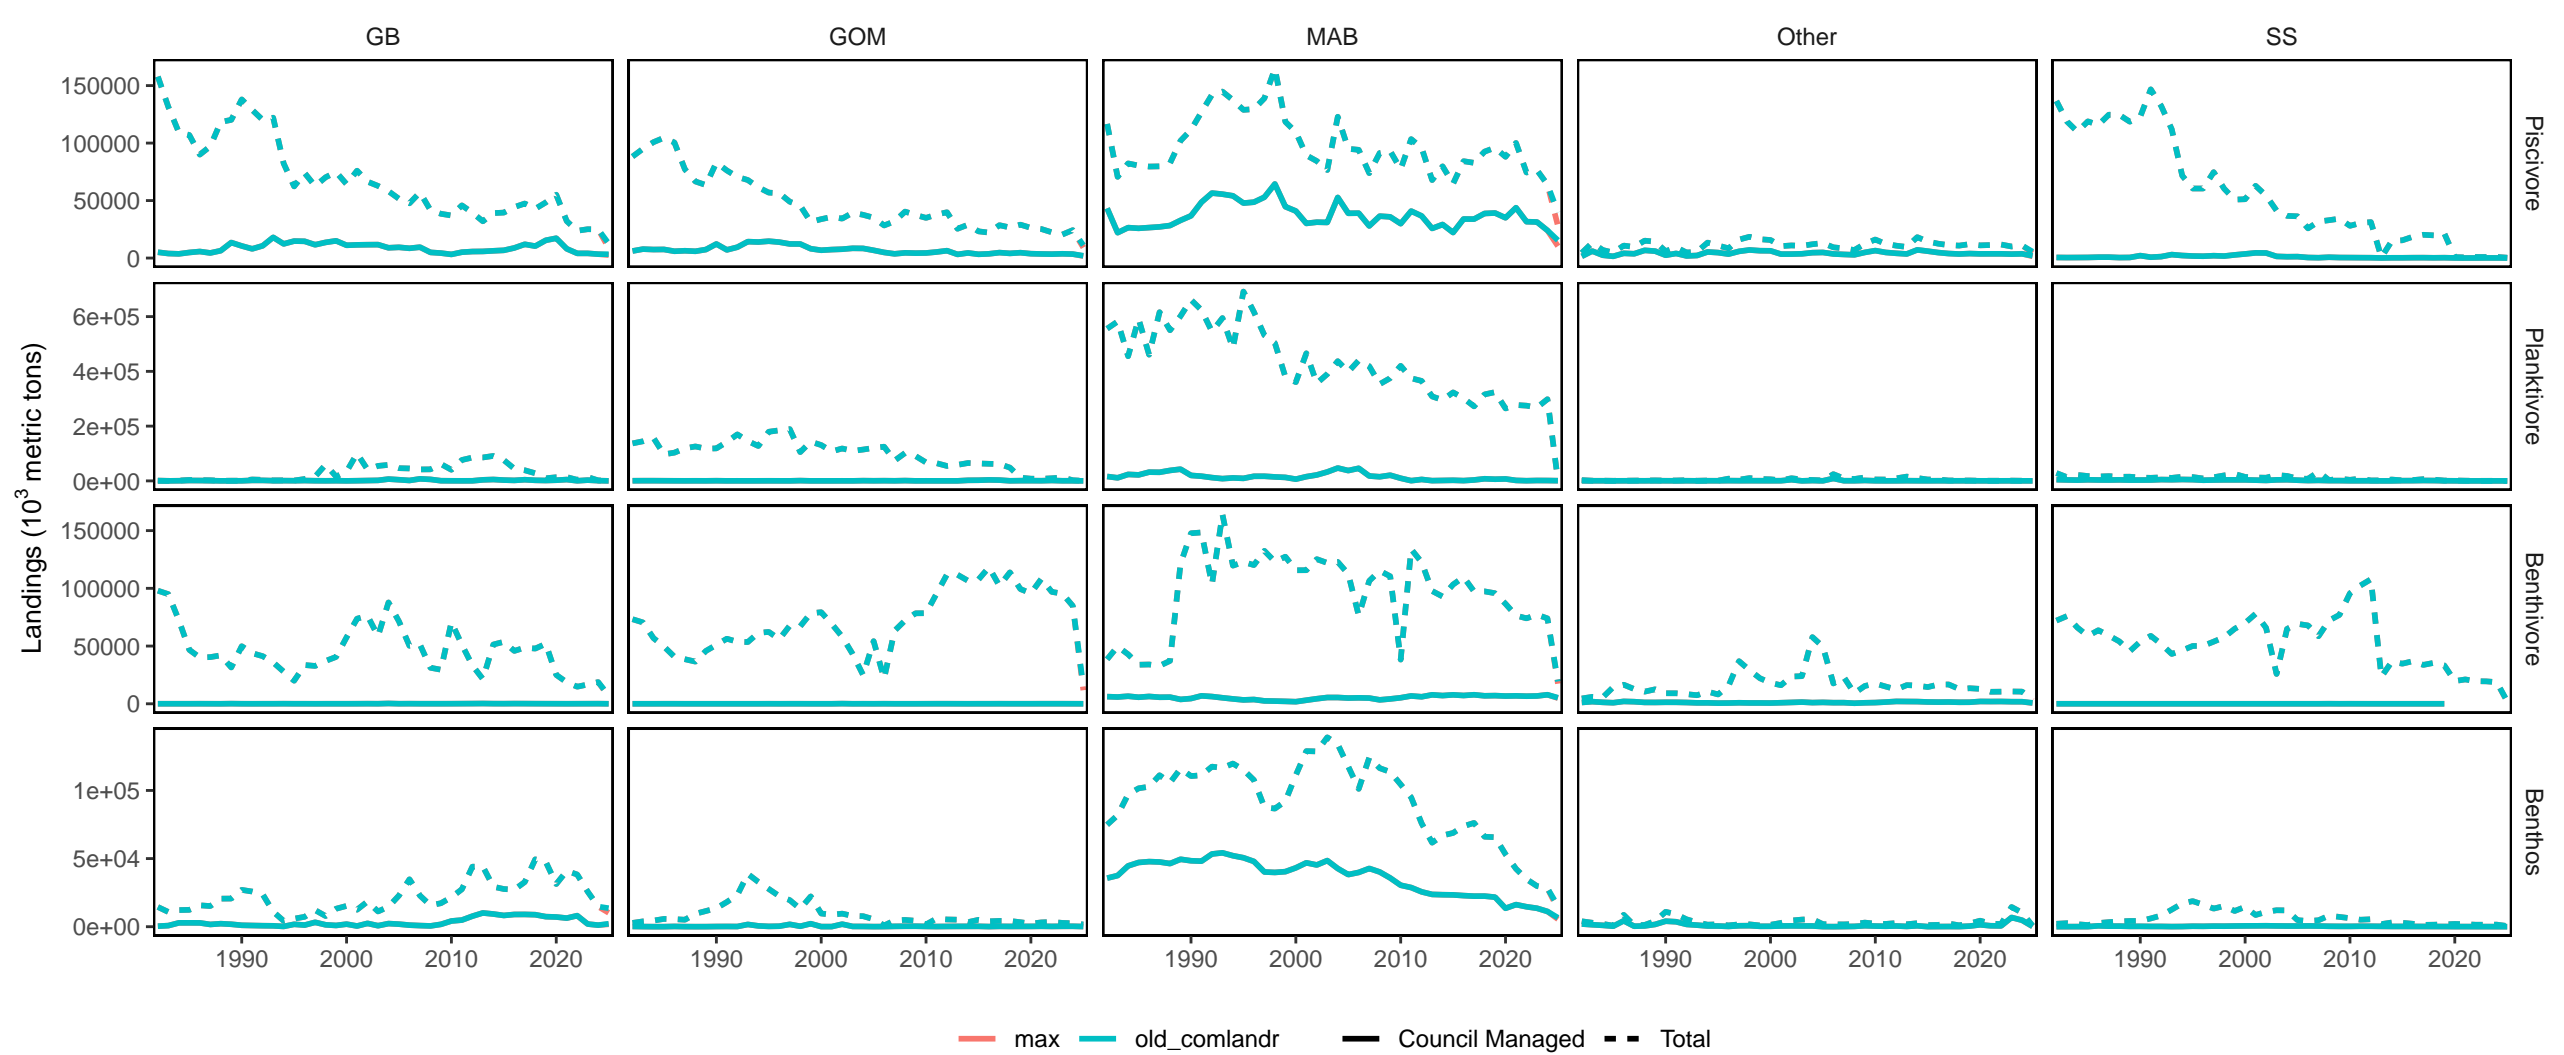 GB GOM MAB Other SS
150000
100000
50000
0
Piscivore
6e+05
4e+05
2e+05
0e+00
Planktivore
150000
100000
50000
0
Benthivore
1e+05
5e+04
0e+00
Benthos
Landings (10³ metric tons)
1990 2000 2010 2020 1990 2000 2010 2020 1990 2000 2010 2020 1990 2000 2010 2020 1990 2000 2010 2020
max old_comlandr Council Managed Total